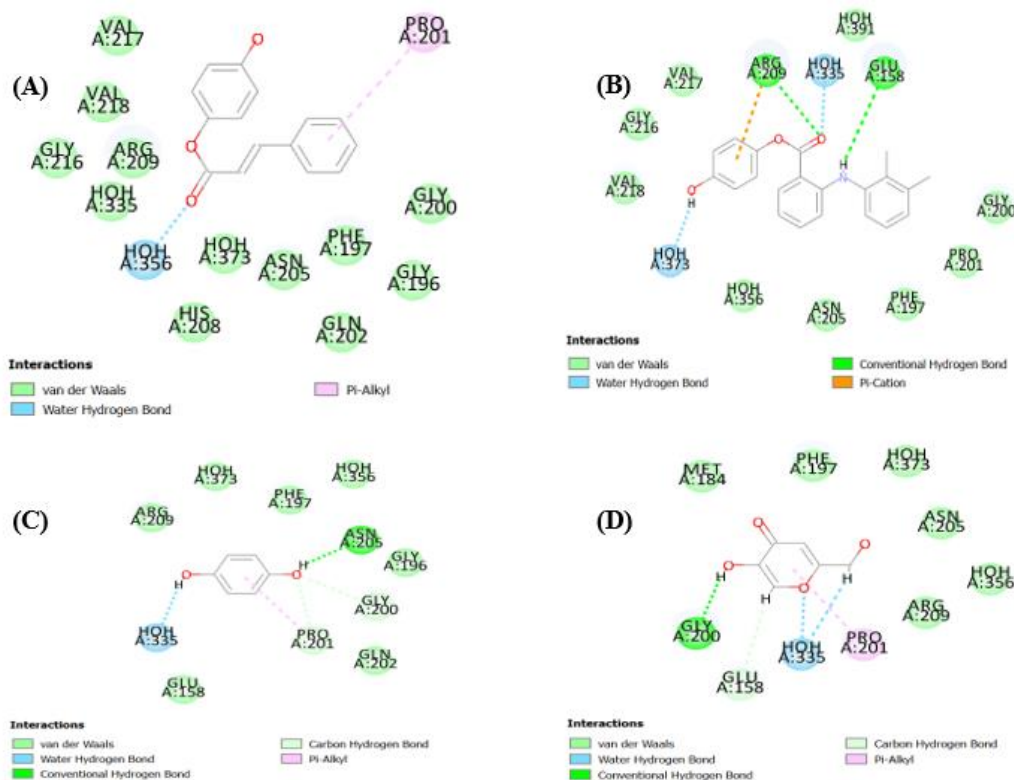 (A)
VAL
A:217
PRO
A:201
O
VAL
A:218
GLY
A:216
ARG
A:209
O
HOH
A:335
O
GLY
A:200
HOH
A:356
HOH
A:373
ASN
A:205
PHE
A:197
GLY
A:196
HIS
A:208
GLN
A:202
Interactions
van der Waals
Water Hydrogen Bond
Pi-Alkyl
(B)
HOH
A:391
ARG
A:209
HOH
A:335
GLU
A:158
VAL
A:217
GLY
A:216
O
O
H
N
VAL
A:218
O
H
GLY
A:200
HOH
A:373
PRO
A:201
HOH
A:356
ASN
A:205
PHE
A:197
Interactions
van der Waals
Water Hydrogen Bond
Conventional Hydrogen Bond
Pi-Cation
(C)
HOH
A:373
PHE
A:197
HOH
A:356
ARG
A:209
ASN
A:205
H
O
O
H
GLY
A:196
GLY
A:200
HOH
A:335
PRO
A:201
GLN
A:202
GLU
A:158
Interactions
van der Waals
Water Hydrogen Bond
Conventional Hydrogen Bond
Carbon Hydrogen Bond
Pi-Alkyl
(D)
MET
A:184
PHE
A:197
HOH
A:373
ASN
A:205
O
O
H
O
H
O
H
HOH
A:356
ARG
A:209
GLY
A:200
HOH
A:335
PRO
A:201
GLU
A:158
Interactions
van der Waals
Water Hydrogen Bond
Conventional Hydrogen Bond
Carbon Hydrogen Bond
Pi-Alkyl